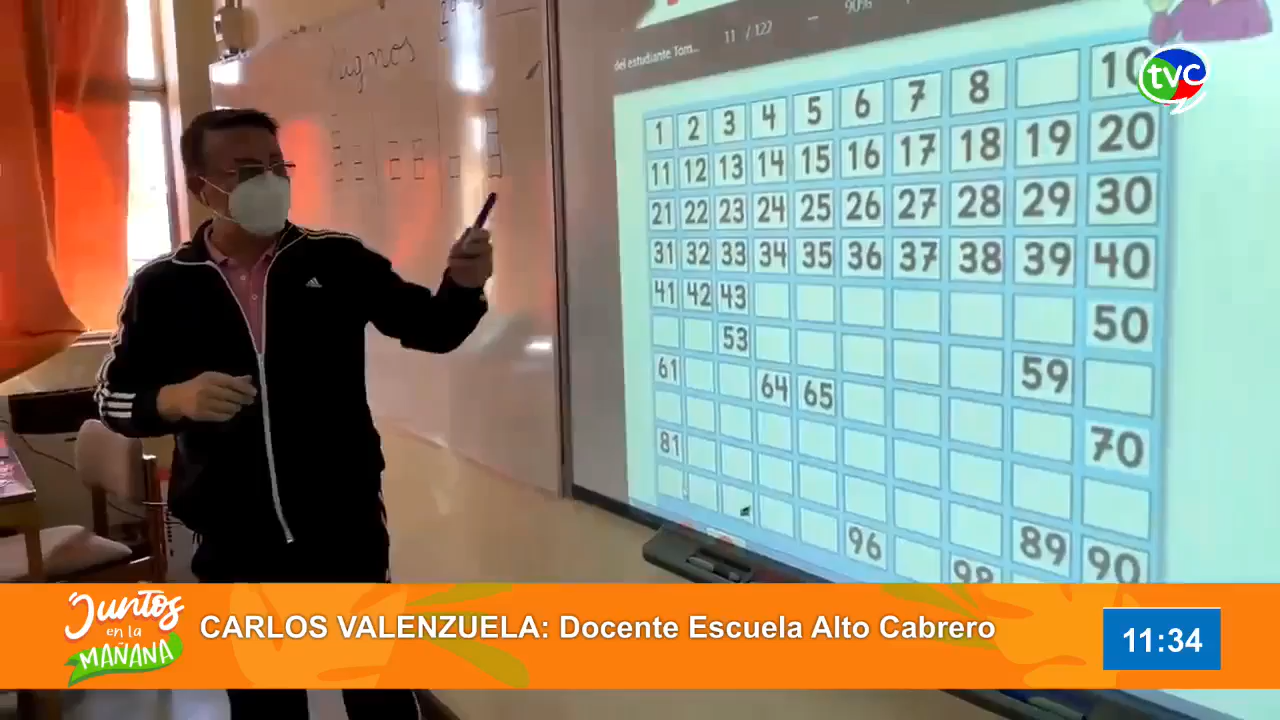 del estudiante Tom... 11 / 122 — 90%
1 2 3 4 5 6 7 8 10
11 12 13 14 15 16 17 18 19 20
21 22 23 24 25 26 27 28 29 30
31 32 33 34 35 36 37 38 39 40
41 42 43 50
53 59
61 64 65 70
81 89 90
96 98
tvc
Juntos
en la
MAÑANA
CARLOS VALENZUELA: Docente Escuela Alto Cabrero
11:34